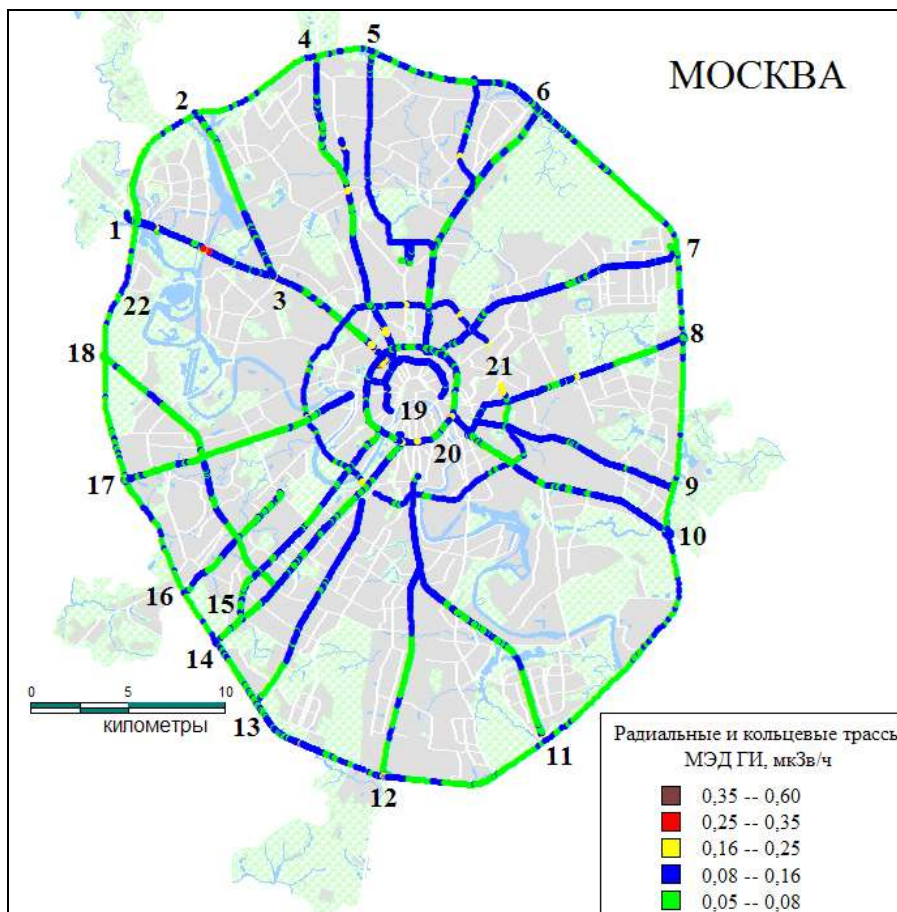 МОСКВА
4 5
2
6
1
7
3
22
8
18
21
19
20
17
9
10
16
15
14
13
11
12
0 5 10
километры
Радиальные и кольцевые трассы
МЭД ГИ, мкЗв/ч
0,35 -- 0,60
0,25 -- 0,35
0,16 -- 0,25
0,08 -- 0,16
0,05 -- 0,08